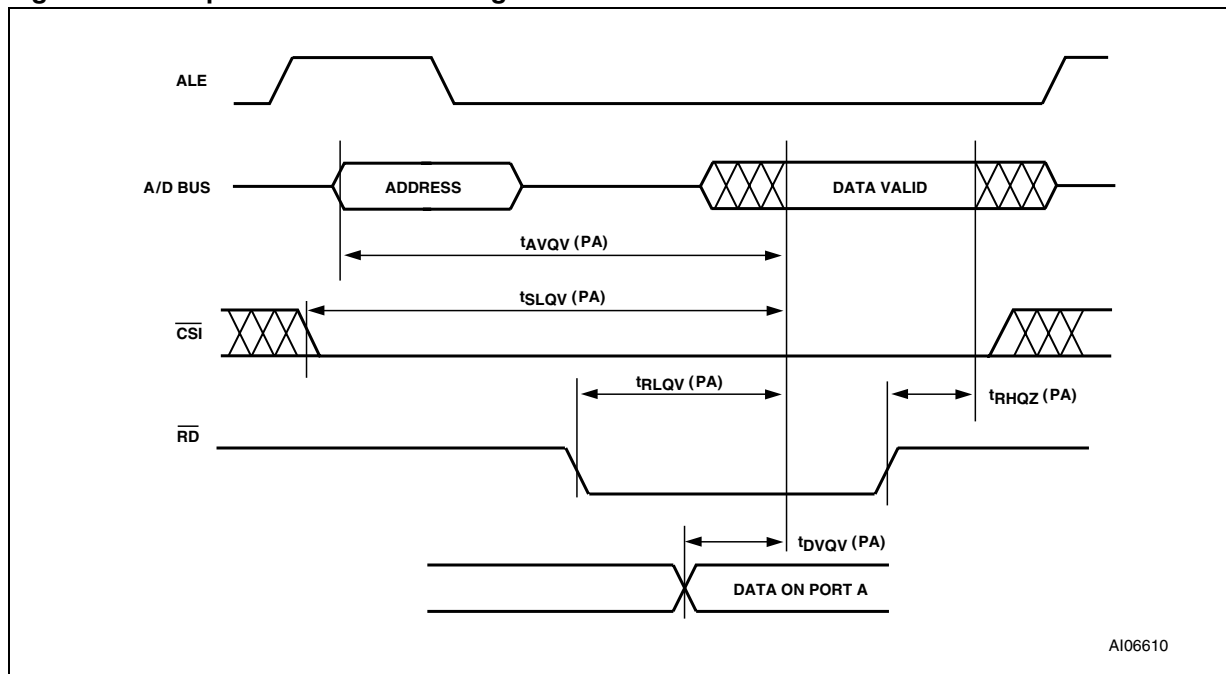 ALE
A/D BUS
ADDRESS
DATA VALID
tAVQV (PA)
tSLQV (PA)
CSI
tRLQV (PA)
tRHQZ (PA)
RD
tDVQV (PA)
DATA ON PORT A
AI06610